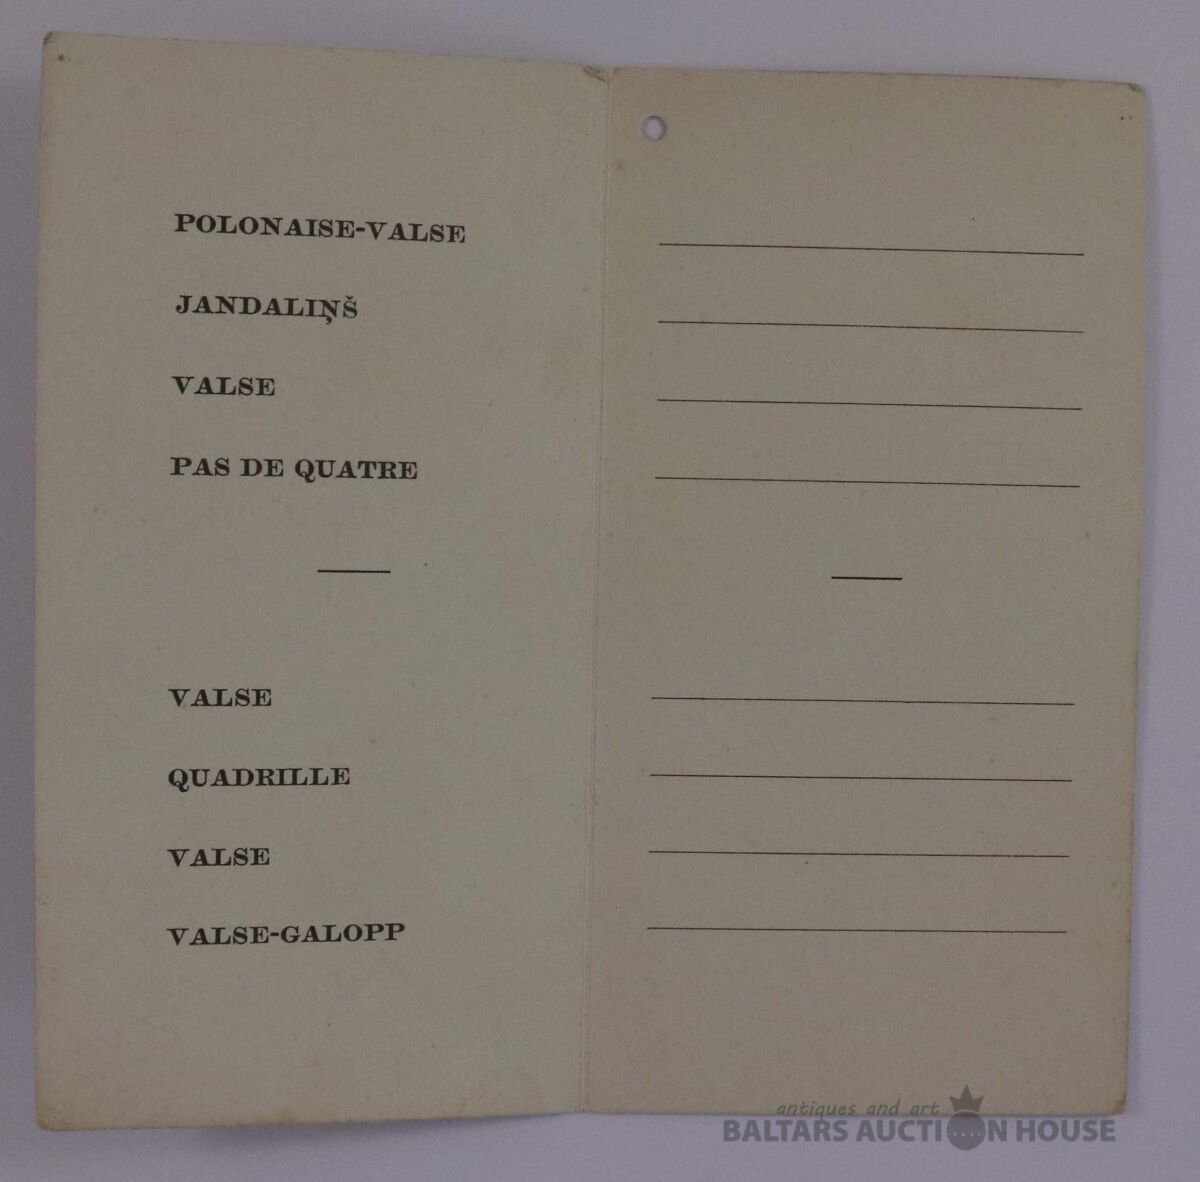 POLONAISE-VALSE
JANDALIŅŠ
VALSE
PAS DE QUATRE
VALSE
QUADRILLE
VALSE
VALSE-GALOPP
antiques and art
BALTARS AUCTION HOUSE